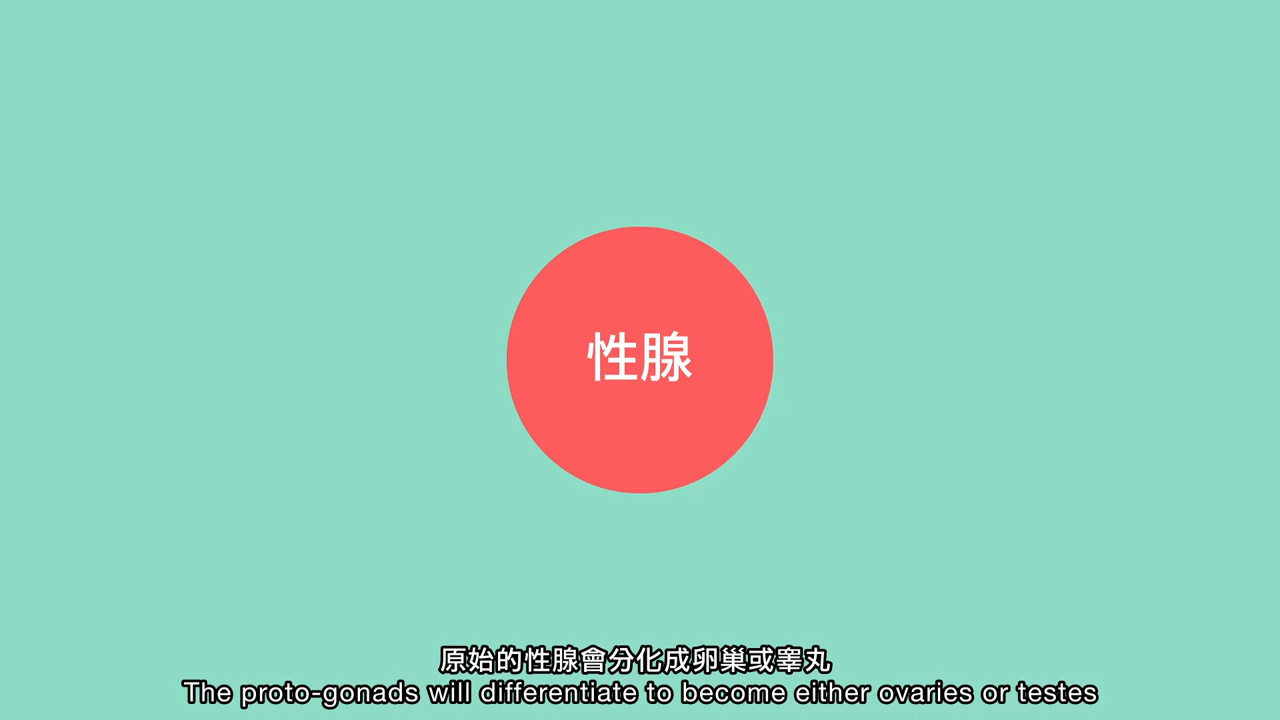 性腺
原始的性腺會分化成卵巢或睾丸
The proto-gonads will differentiate to become either ovaries or testes